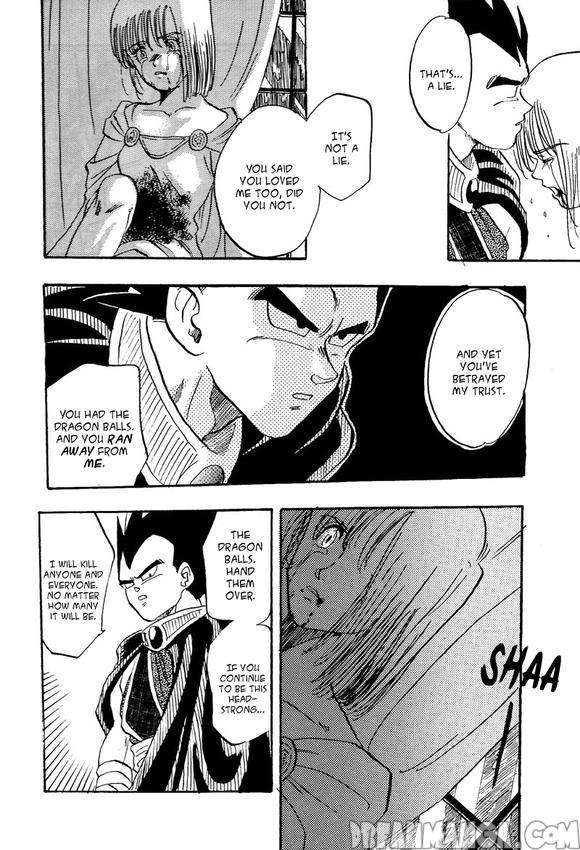 THAT'S...
A LIE.
IT'S
NOT A
LIE.
YOU SAID
YOU LOVED
ME TOO, DID
YOU NOT.
AND YET
YOU'VE
BETRAYED
MY TRUST.
YOU HAD THE
DRAGON BALLS.
AND YOU RAN
AWAY FROM
ME.
SHAA
THE
DRAGON
BALLS.
HAND
THEM
OVER.
IF YOU
CONTINUE
TO BE THIS
HEAD-
STRONG...
I WILL KILL
ANYONE AND
EVERYONE.
NO MATTER
HOW MANY
IT WILL BE.
DREAMMANGA.COM